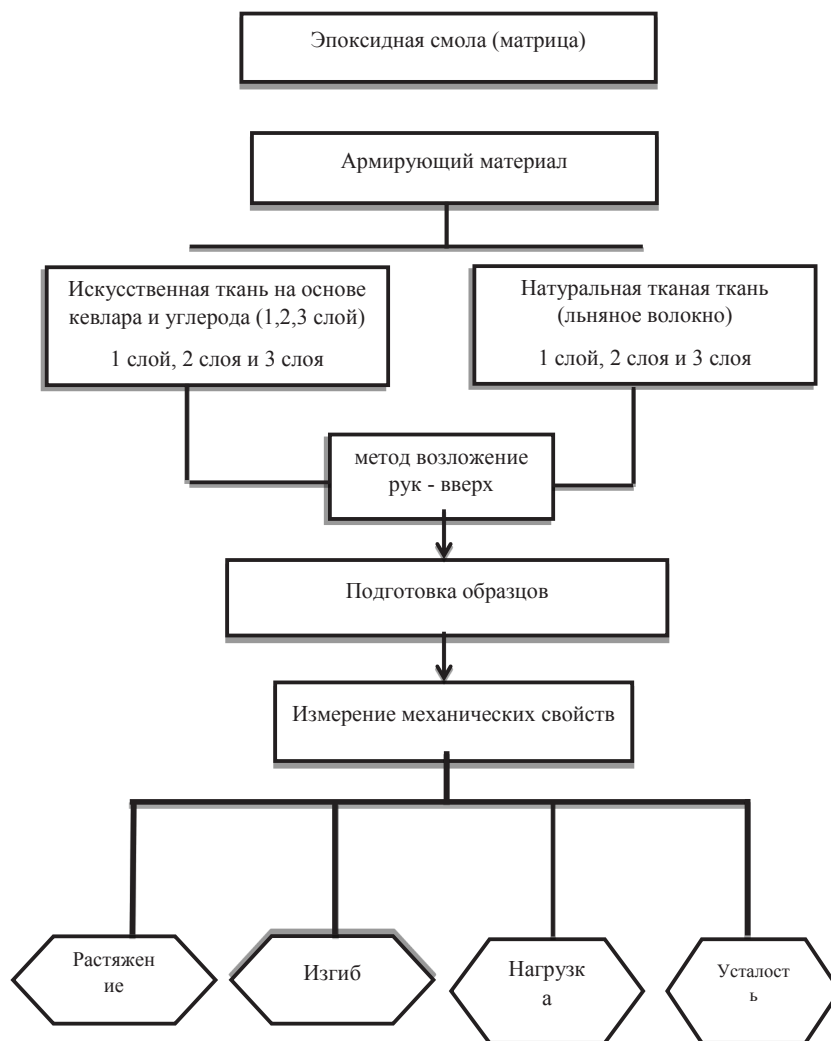 Эпоксидная смола (матрица)
Армирующий материал
Искусственная ткань на основе
кевлара и углерода (1,2,3 слой)
1 слой, 2 слоя и 3 слоя
Натуральная тканая ткань
(льняное волокно)
1 слой, 2 слоя и 3 слоя
метод возложение
рук - вверх
Подготовка образцов
Измерение механических свойств
Растяжен
ие
Изгиб
Нагрузк
а
Усталост
ь